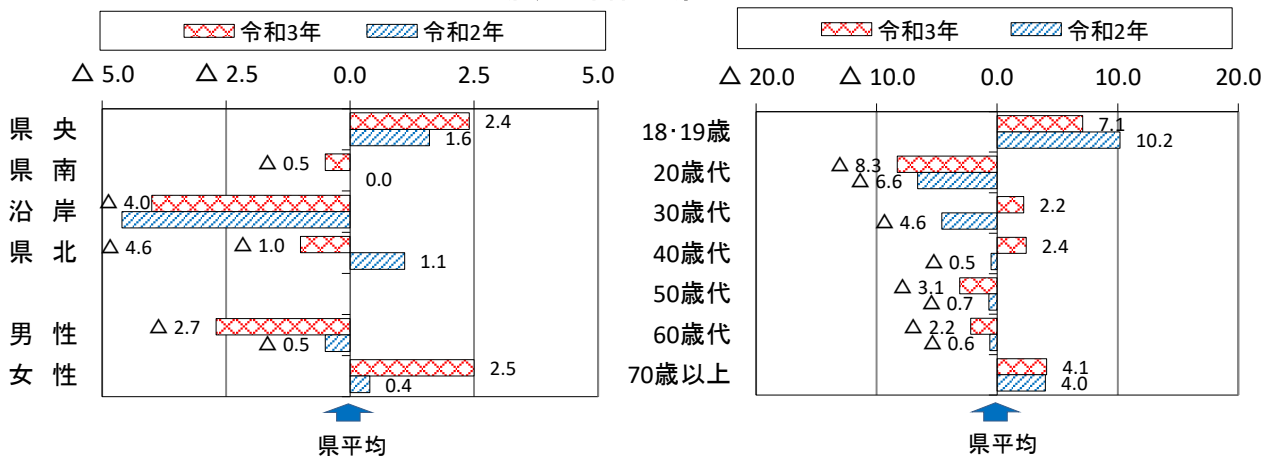 令和3年 令和2年
△ 5.0 △ 2.5 0.0 2.5 5.0
県 央 2.4
1.6
県 南 △ 0.5
0.0
沿 岸 △ 4.0
△ 4.6
県 北 △ 1.0
1.1
男 性 △ 2.7
△ 0.5
女 性 2.5
0.4
県平均
令和3年 令和2年
△ 20.0 △ 10.0 0.0 10.0 20.0
18・19歳 7.1
10.2
20歳代 △ 8.3
△ 6.6
30歳代 2.2
△ 4.6
40歳代 2.4
△ 0.5
50歳代 △ 3.1
△ 0.7
60歳代 △ 2.2
△ 0.6
70歳以上 4.1
4.0
県平均